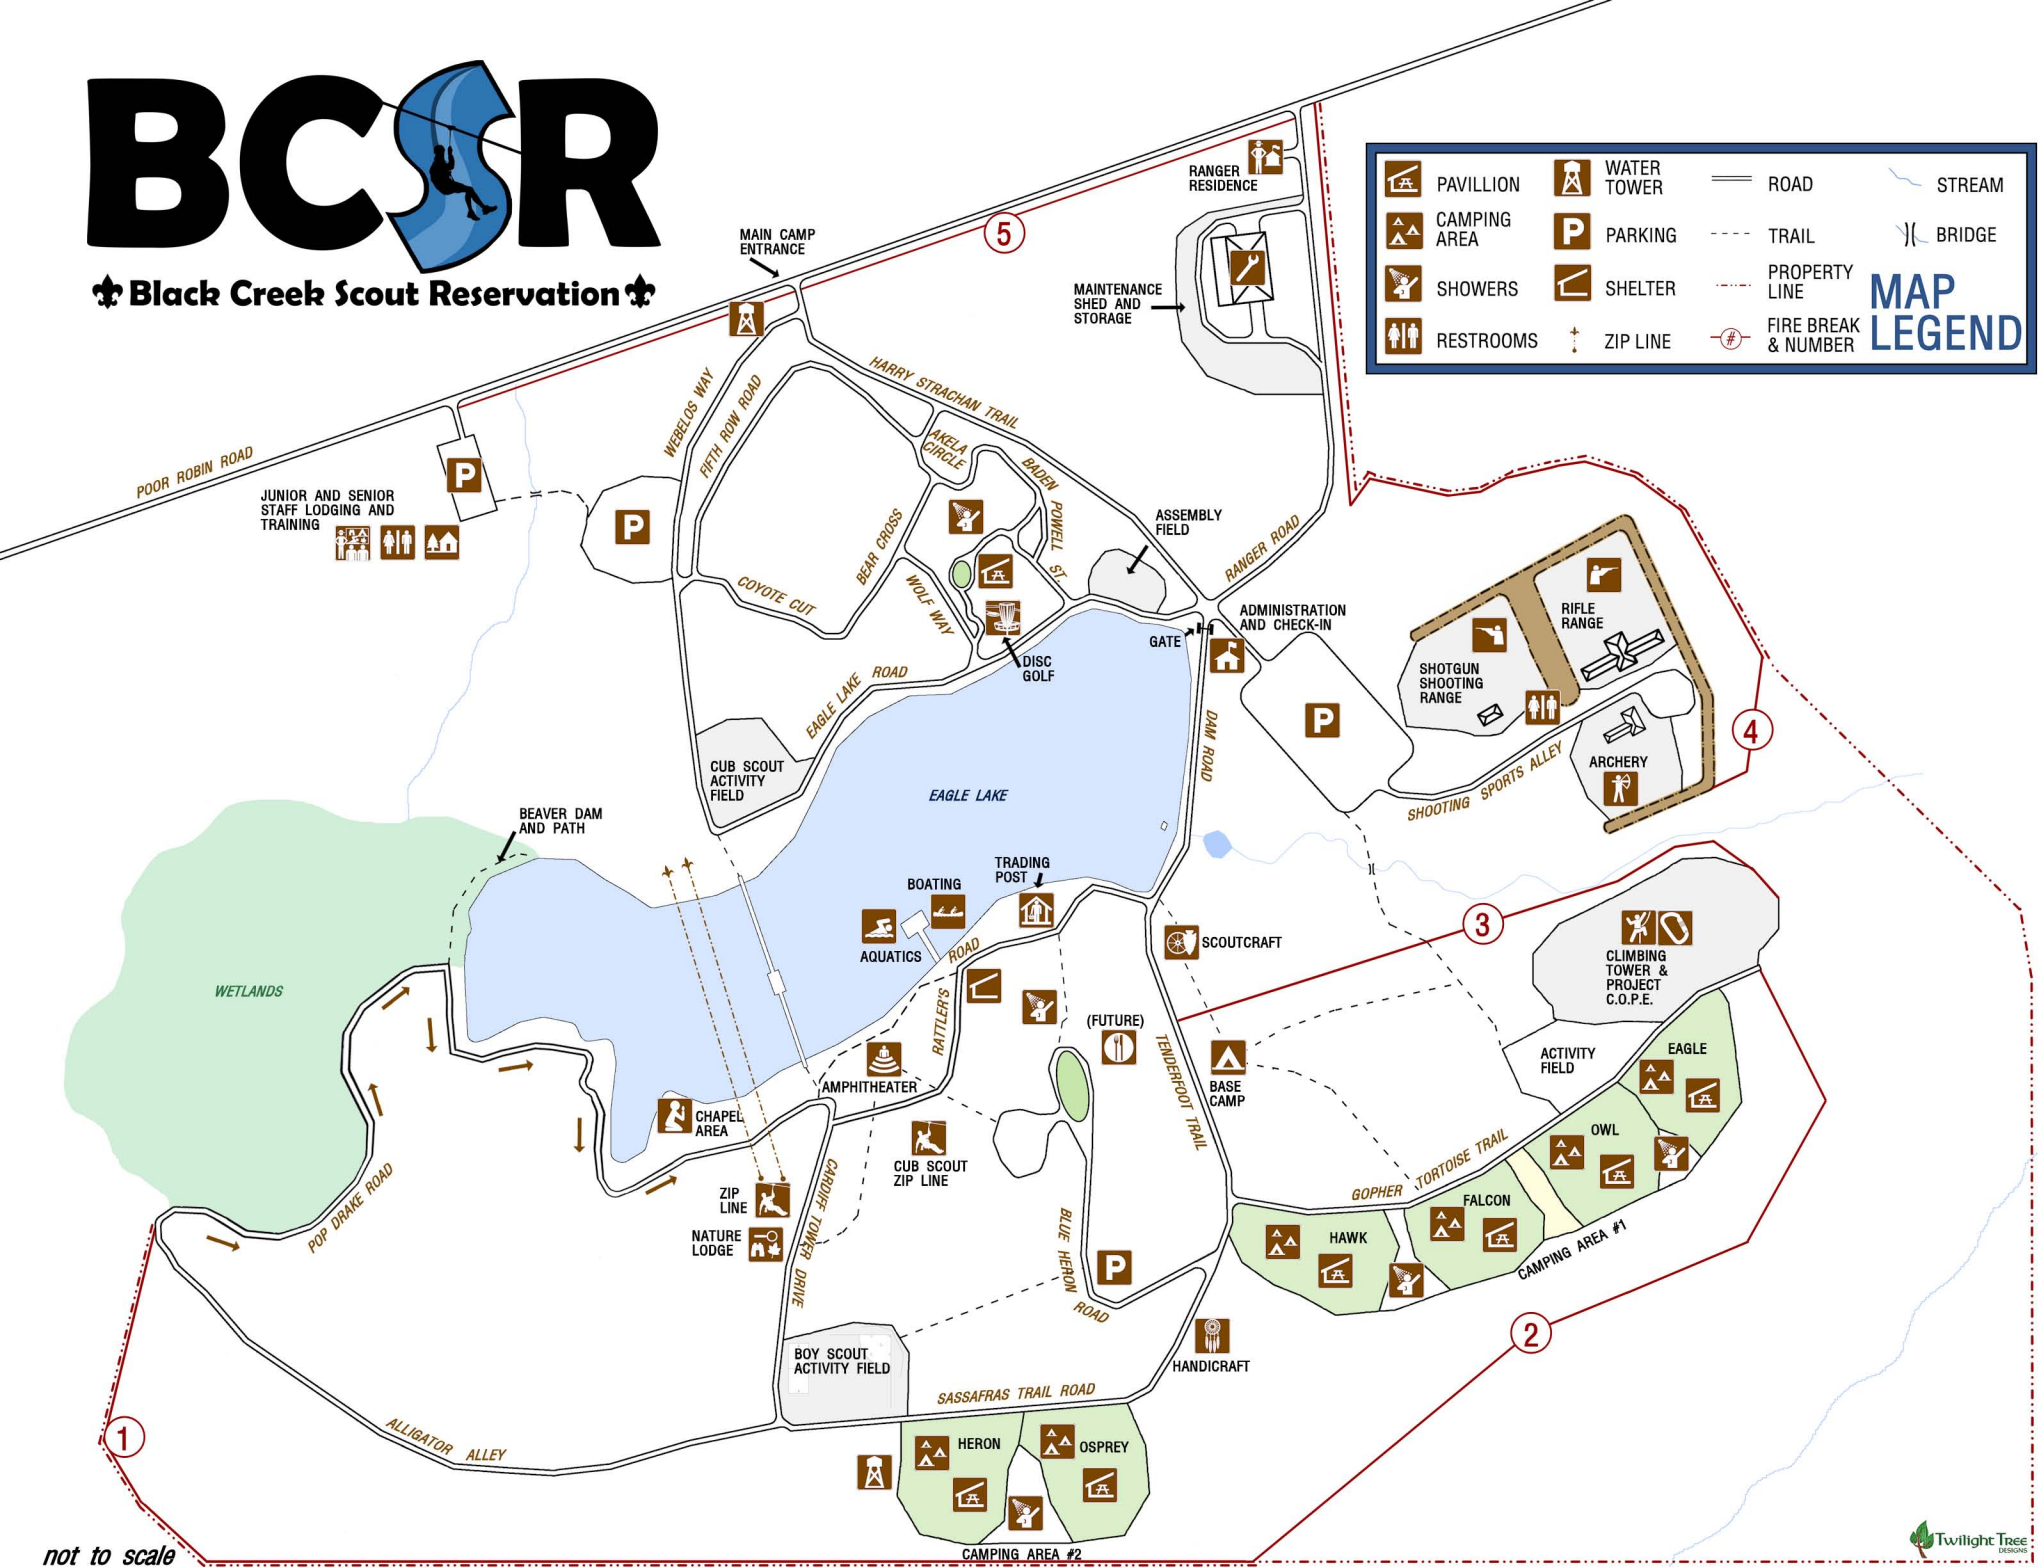 BCSR
Black Creek Scout Reservation
MAIN CAMP
ENTRANCE
RANGER
RESIDENCE
5
MAINTENANCE
SHED AND
STORAGE
PAVILLION
CAMPING
AREA
SHOWERS
RESTROOMS
WATER
TOWER
P
PARKING
SHELTER
ZIP LINE
ROAD
TRAIL
PROPERTY
LINE
#
FIRE BREAK
& NUMBER
STREAM
BRIDGE
MAP
LEGEND
POOR ROBIN ROAD
P
JUNIOR AND SENIOR
STAFF LODGING AND
TRAINING
P
WEBELOS WAY
FIFTH ROW ROAD
HARRY STRACHAN TRAIL
AKELA
CIRCLE
BADEN POWELL ST.
BEAR CROSS
COYOTE CUT
WOLF WAY
ASSEMBLY
FIELD
RANGER ROAD
ADMINISTRATION
AND CHECK-IN
GATE
DISC
GOLF
EAGLE LAKE ROAD
CUB SCOUT
ACTIVITY
FIELD
EAGLE LAKE
DAM ROAD
P
RIFLE
RANGE
SHOTGUN
SHOOTING
RANGE
ARCHERY
SHOOTING SPORTS ALLEY
4
BEAVER DAM
AND PATH
WETLANDS
TRADING
POST
BOATING
AQUATICS
SCOUTCRAFT
3
CLIMBING
TOWER &
PROJECT
C.O.P.E.
RATTLER'S ROAD
(FUTURE)
AMPHITHEATER
CHAPEL
AREA
BASE
CAMP
TENDERFOOT TRAIL
ACTIVITY
FIELD
EAGLE
OWL
CUB SCOUT
ZIP LINE
ZIP
LINE
NATURE
LODGE
CARDIFF TOWER DRIVE
POP DRAKE ROAD
BLUE HERON ROAD
P
GOPHER TORTOISE TRAIL
FALCON
HAWK
CAMPING AREA #1
2
HANDICRAFT
BOY SCOUT
ACTIVITY FIELD
SASSAFRAS TRAIL ROAD
1
ALLIGATOR ALLEY
HERON
OSPREY
CAMPING AREA #2
not to scale
Twilight Tree
DESIGNS